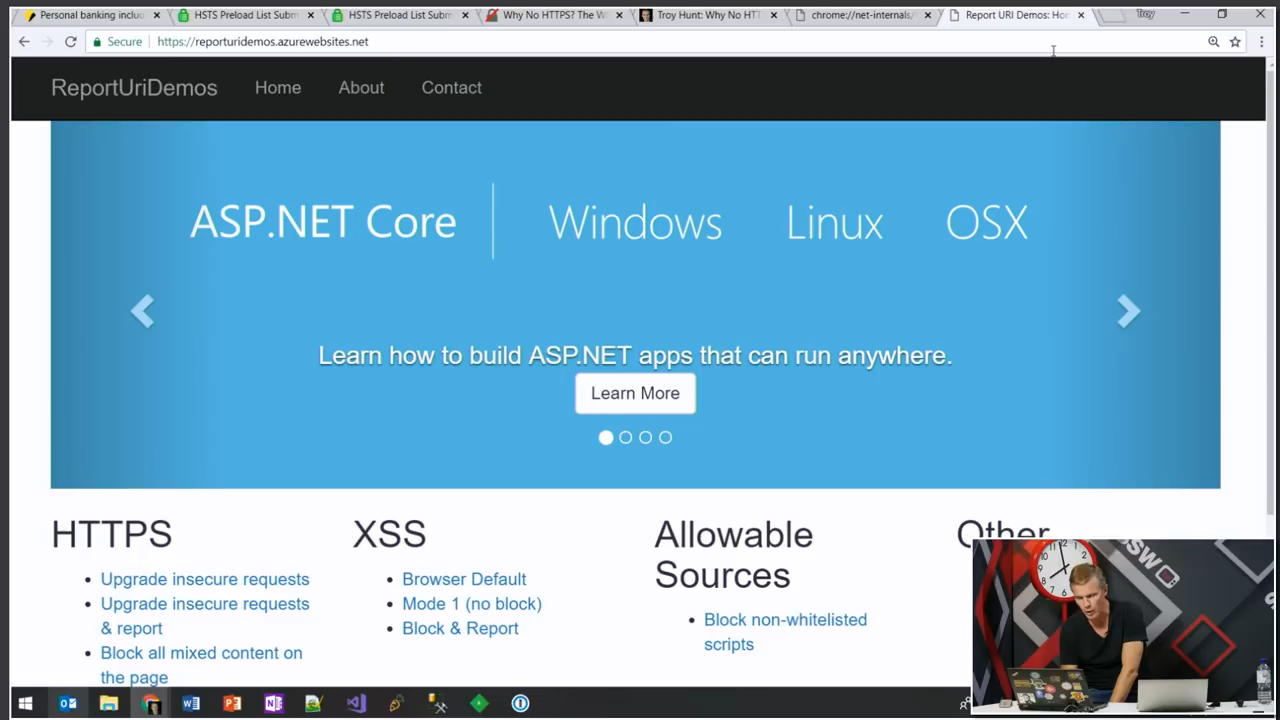 Personal banking inclu
HSTS Preload List Subm
HSTS Preload List Subm
Why No HTTPS? The W
Troy Hunt: Why No HT
chrome://net-internals/
Report URI Demos: Ho
Troy
Secure
https://reporturidemos.azurewebsites.net
ReportUriDemos
Home
About
Contact
ASP.NET Core
Windows
Linux
OSX
Learn how to build ASP.NET apps that can run anywhere.
Learn More
HTTPS
Upgrade insecure requests
Upgrade insecure requests
& report
Block all mixed content on
the page
XSS
Browser Default
Mode 1 (no block)
Block & Report
Allowable
Sources
Block non-whitelisted
scripts
Other
SSW